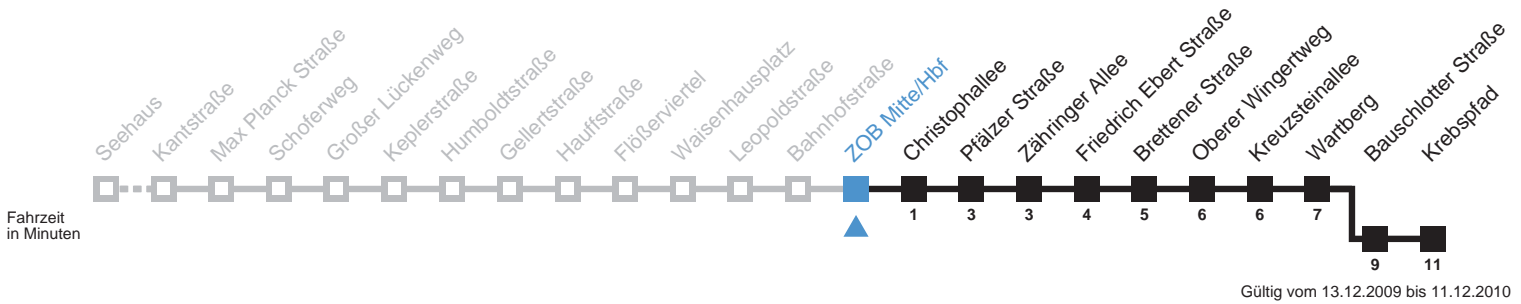 Seehaus
Kantstraße
Max Planck Straße
Schoferweg
Großer Lückenweg
Keplerstraße
Humboldtstraße
Gellertstraße
Hauffstraße
Flößerviertel
Waisenhausplatz
Leopoldstraße
Bahnhofstraße
ZOB Mitte/Hbf
Christophallee
Pfälzer Straße
Zähringer Allee
Friedrich Ebert Straße
Brettener Straße
Oberer Wingertweg
Kreuzsteinallee
Wartberg
Bauschlotter Straße
Krebspfad
Fahrzeit
in Minuten
1 3 3 4 5 6 6 7
9 11
Gültig vom 13.12.2009 bis 11.12.2010